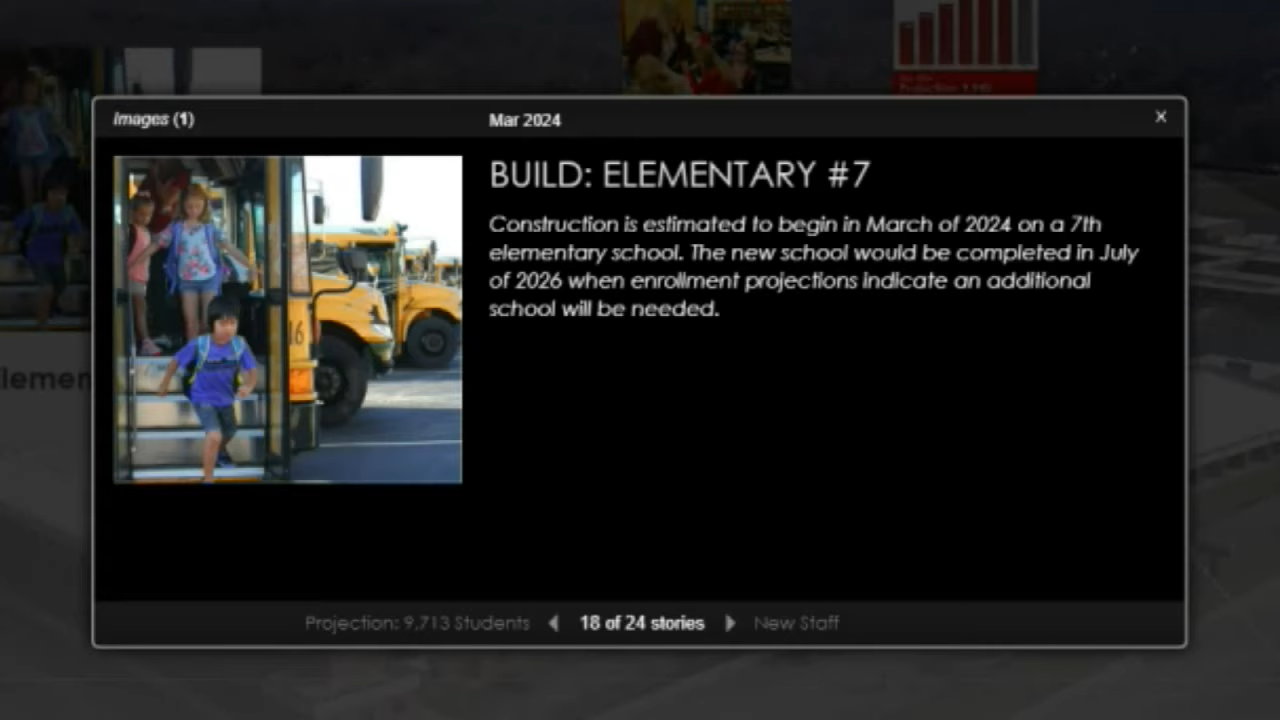 Images (1)
Mar 2024
X
BUILD: ELEMENTARY #7
Construction is estimated to begin in March of 2024 on a 7th
elementary school. The new school would be completed in July
of 2026 when enrollment projections indicate an additional
school will be needed.
16
Projection: 9,713 Students
18 of 24 stories
New Staff